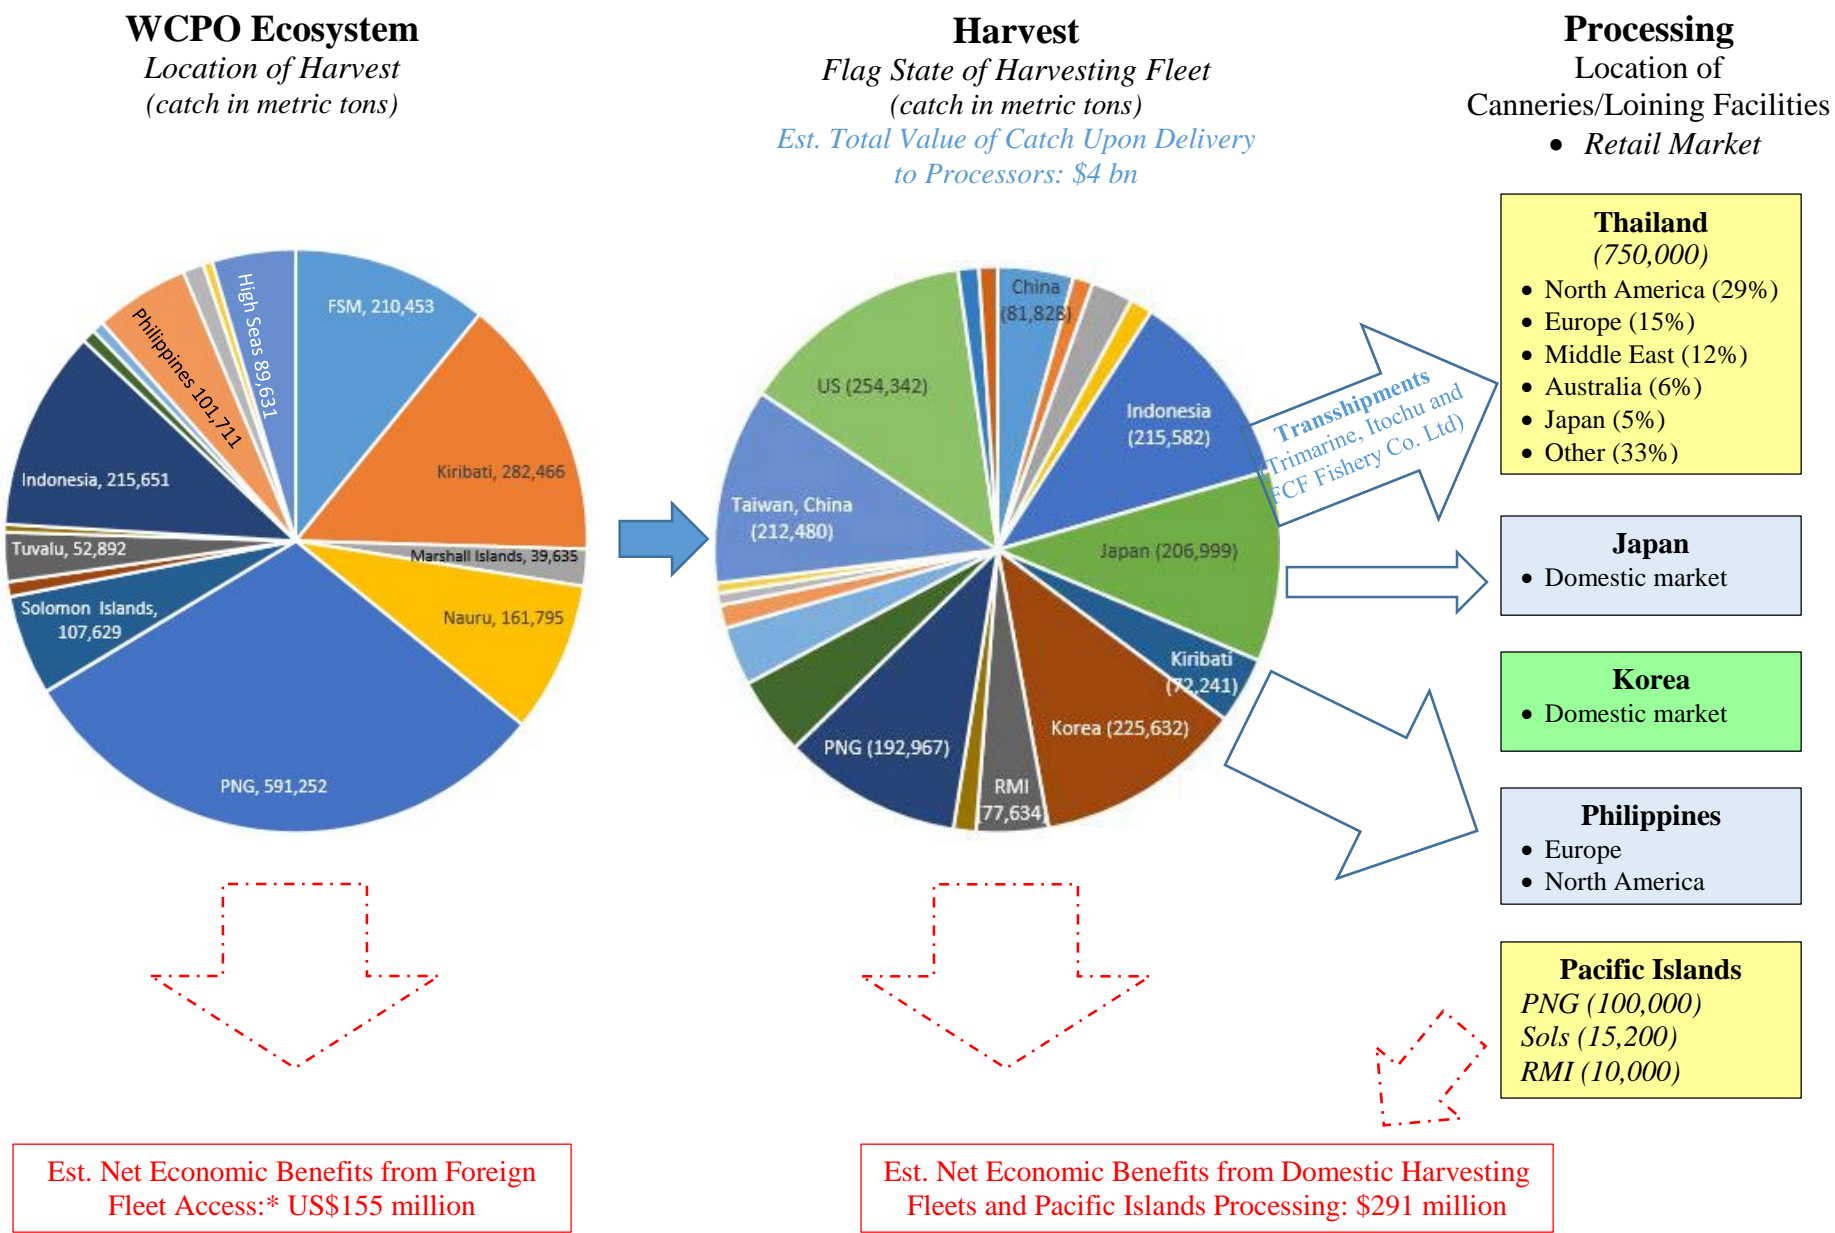 WCPO Ecosystem
Location of Harvest
(catch in metric tons)
FSM, 210,453
Kiribati, 282,466
Marshall Islands, 39,635
Nauru, 161,795
PNG, 591,252
Solomon Islands,
107,629
Tuvalu, 52,892
Indonesia, 215,651
Philippines 101,711
High Seas 89,631
Est. Net Economic Benefits from Foreign
Fleet Access:* US$155 million
Harvest
Flag State of Harvesting Fleet
(catch in metric tons)
Est. Total Value of Catch Upon Delivery
to Processors: $4 bn
China
(81,828)
Indonesia
(215,582)
Japan (206,999)
Kiribati
(72,241)
Korea (225,632)
RMI
(77,634)
PNG (192,967)
Taiwan, China
(212,480)
US (254,342)
Transshipments
(Trimarine, Itochu and
FCF Fishery Co. Ltd)
Est. Net Economic Benefits from Domestic Harvesting
Fleets and Pacific Islands Processing: $291 million
Processing
Location of
Canneries/Loining Facilities
• Retail Market
Thailand
(750,000)
• North America (29%)
• Europe (15%)
• Middle East (12%)
• Australia (6%)
• Japan (5%)
• Other (33%)
Japan
• Domestic market
Korea
• Domestic market
Philippines
• Europe
• North America
Pacific Islands
PNG (100,000)
Sols (15,200)
RMI (10,000)